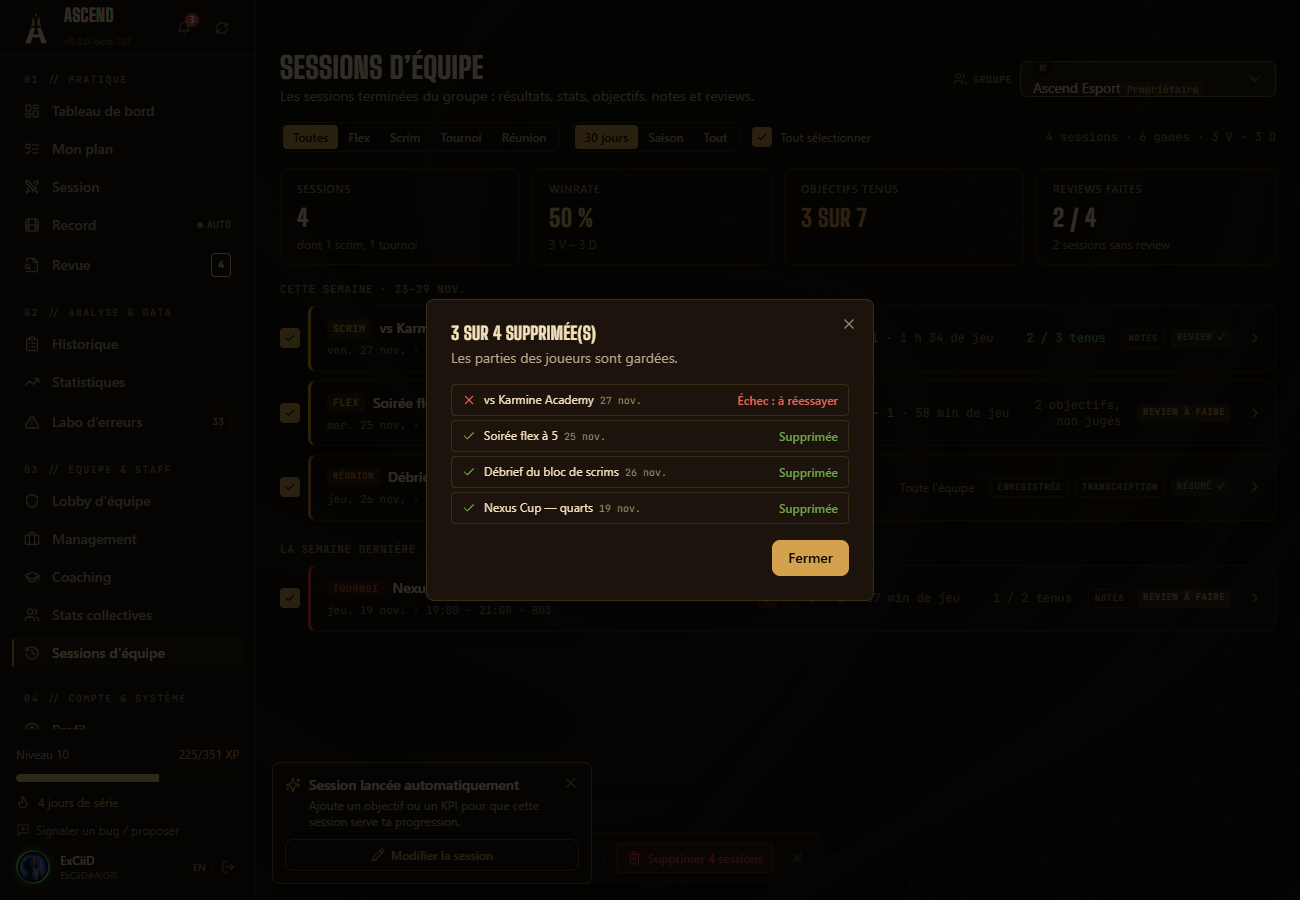 ASCEND
v0.2.0-beta.107
3
01 // PRATIQUE
Tableau de bord
Mon plan
Session
Record
AUTO
Revue
4
02 // ANALYSE & DATA
Historique
Statistiques
Labo d'erreurs
33
03 // ÉQUIPE & STAFF
Lobby d'équipe
Management
Coaching
Stats collectives
Sessions d'équipe
04 // COMPTE & SYSTÈME
Profil
Niveau 10
225/351 XP
4 jours de série
Signaler un bug / proposer
ExCiiD
ExCiiD#AIGRI
EN
SESSIONS D'ÉQUIPE
Les sessions terminées du groupe : résultats, stats, objectifs, notes et reviews.
GROUPE
Ascend Esport Propriétaire
Toutes Flex Scrim Tournoi Réunion
30 jours Saison Tout
Tout sélectionner
4 sessions · 6 games · 3 V – 3 D
SESSIONS
4
dont 1 scrim, 1 tournoi
WINRATE
50 %
3 V – 3 D
OBJECTIFS TENUS
3 SUR 7
REVIEWS FAITES
2 / 4
2 sessions sans review
CETTE SEMAINE · 23–29 NOV.
SCRIM vs Karm
ven. 27 nov. ·
1 · 1 h 34 de jeu
2 / 3 tenus
NOTES
REVIEW ✓
FLEX Soirée fl
mer. 25 nov. ·
– 1 · 58 min de jeu
2 objectifs,
non jugés
REVIEW À FAIRE
RÉUNION Débri
jeu. 26 nov. ·
Toute l'équipe
ENREGISTRÉE
TRANSCRIPTION
RÉSUMÉ ✓
LA SEMAINE DERNIÈRE
TOURNOI Nexu
jeu. 19 nov. · 19:00 – 21:00 · BO3
7 min de jeu
1 / 2 tenus
NOTES
REVIEW À FAIRE
3 SUR 4 SUPPRIMÉE(S)
Les parties des joueurs sont gardées.
vs Karmine Academy 27 nov.
Échec : à réessayer
Soirée flex à 5 25 nov.
Supprimée
Débrief du bloc de scrims 26 nov.
Supprimée
Nexus Cup — quarts 19 nov.
Supprimée
Fermer
Session lancée automatiquement
Ajoute un objectif ou un KPI pour que cette
session serve ta progression.
Modifier la session
Supprimer 4 sessions